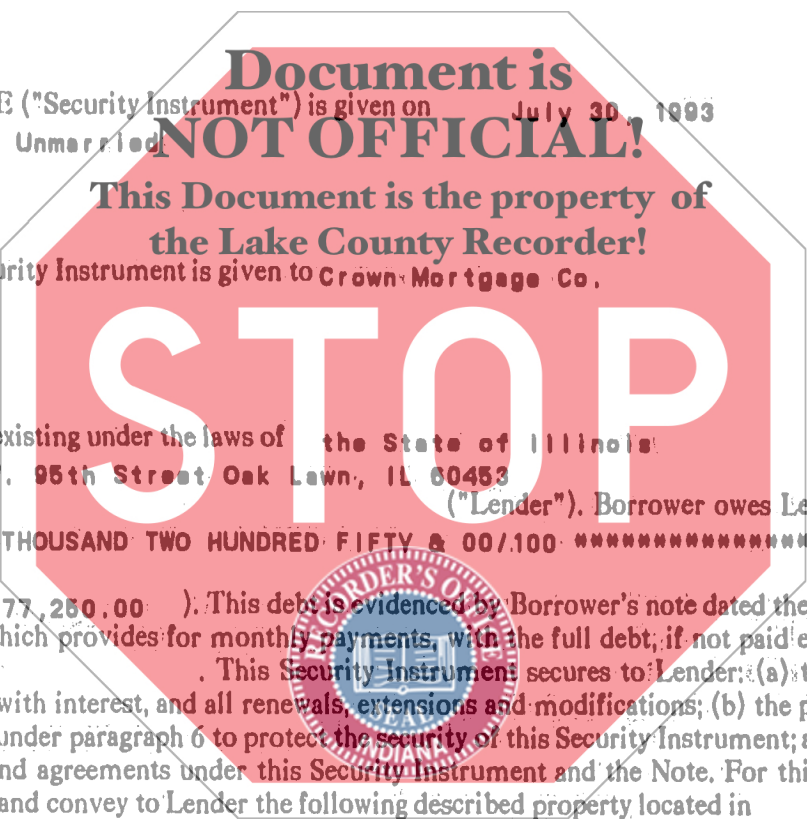 Document is
E ("Security Instrument") is given on July 30, 1993
Unmarried
NOT OFFICIAL!
This Document is the property of
the Lake County Recorder!
urity Instrument is given to Crown Mortgage Co.
STOP
existing under the laws of the State of Illinois
. 95th Street Oak Lawn, IL 60453
("Lender"). Borrower owes Le
THOUSAND TWO HUNDRED FIFTY & 00/100
77,250.00 ). This debt is evidenced by Borrower's note dated the
hich provides for monthly payments, with the full debt, if not paid e
. This Security Instrument secures to Lender: (a) t
with interest, and all renewals, extensions and modifications; (b) the p
under paragraph 6 to protect the security of this Security Instrument; a
nd agreements under this Security Instrument and the Note. For thi
and convey to Lender the following described property located in
RECORDER'S OFFICE
SEAL
INDIANA